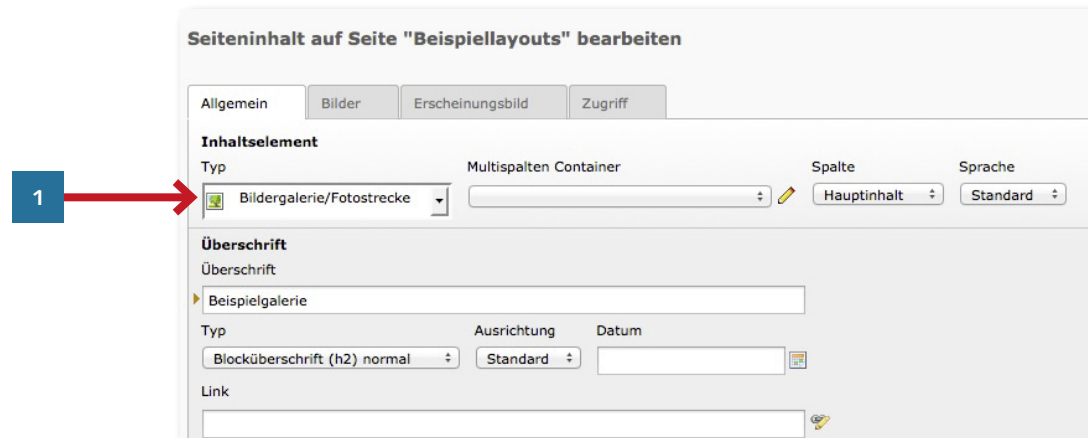 Seiteninhalt auf Seite "Beispiellayouts" bearbeiten
Allgemein Bilder Erscheinungsbild Zugriff
Inhaltselement
Typ Multispalten Container Spalte Sprache
1 Bildergalerie/Fotostrecke Hauptinhalt Standard
Überschrift
Überschrift
Beispielgalerie
Typ Ausrichtung Datum
Blocküberschrift (h2) normal Standard
Link